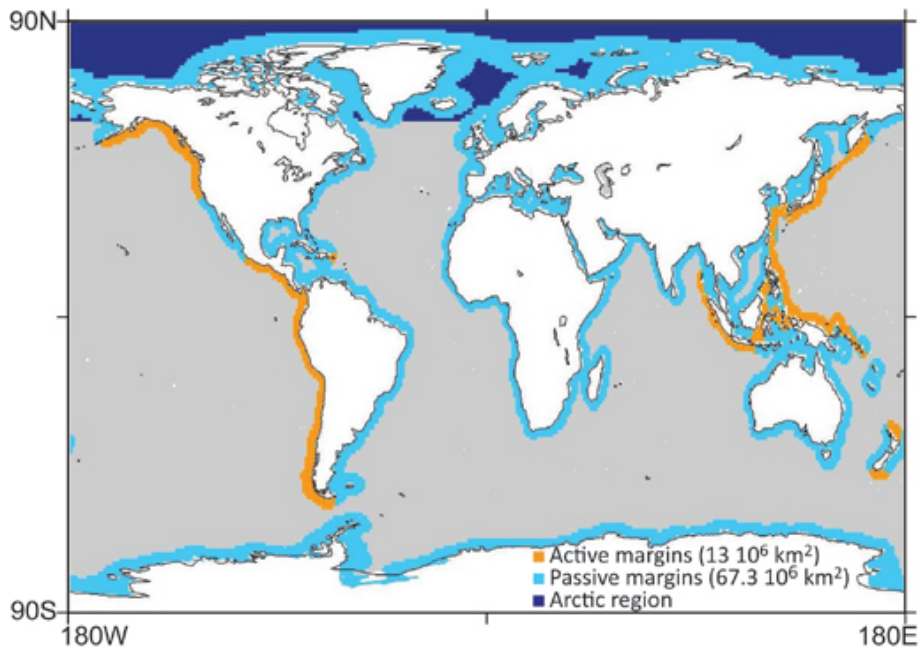 90N
Active margins (13 10⁶ km²)
Passive margins (67.3 10⁶ km²)
Arctic region
90S
180W 180E